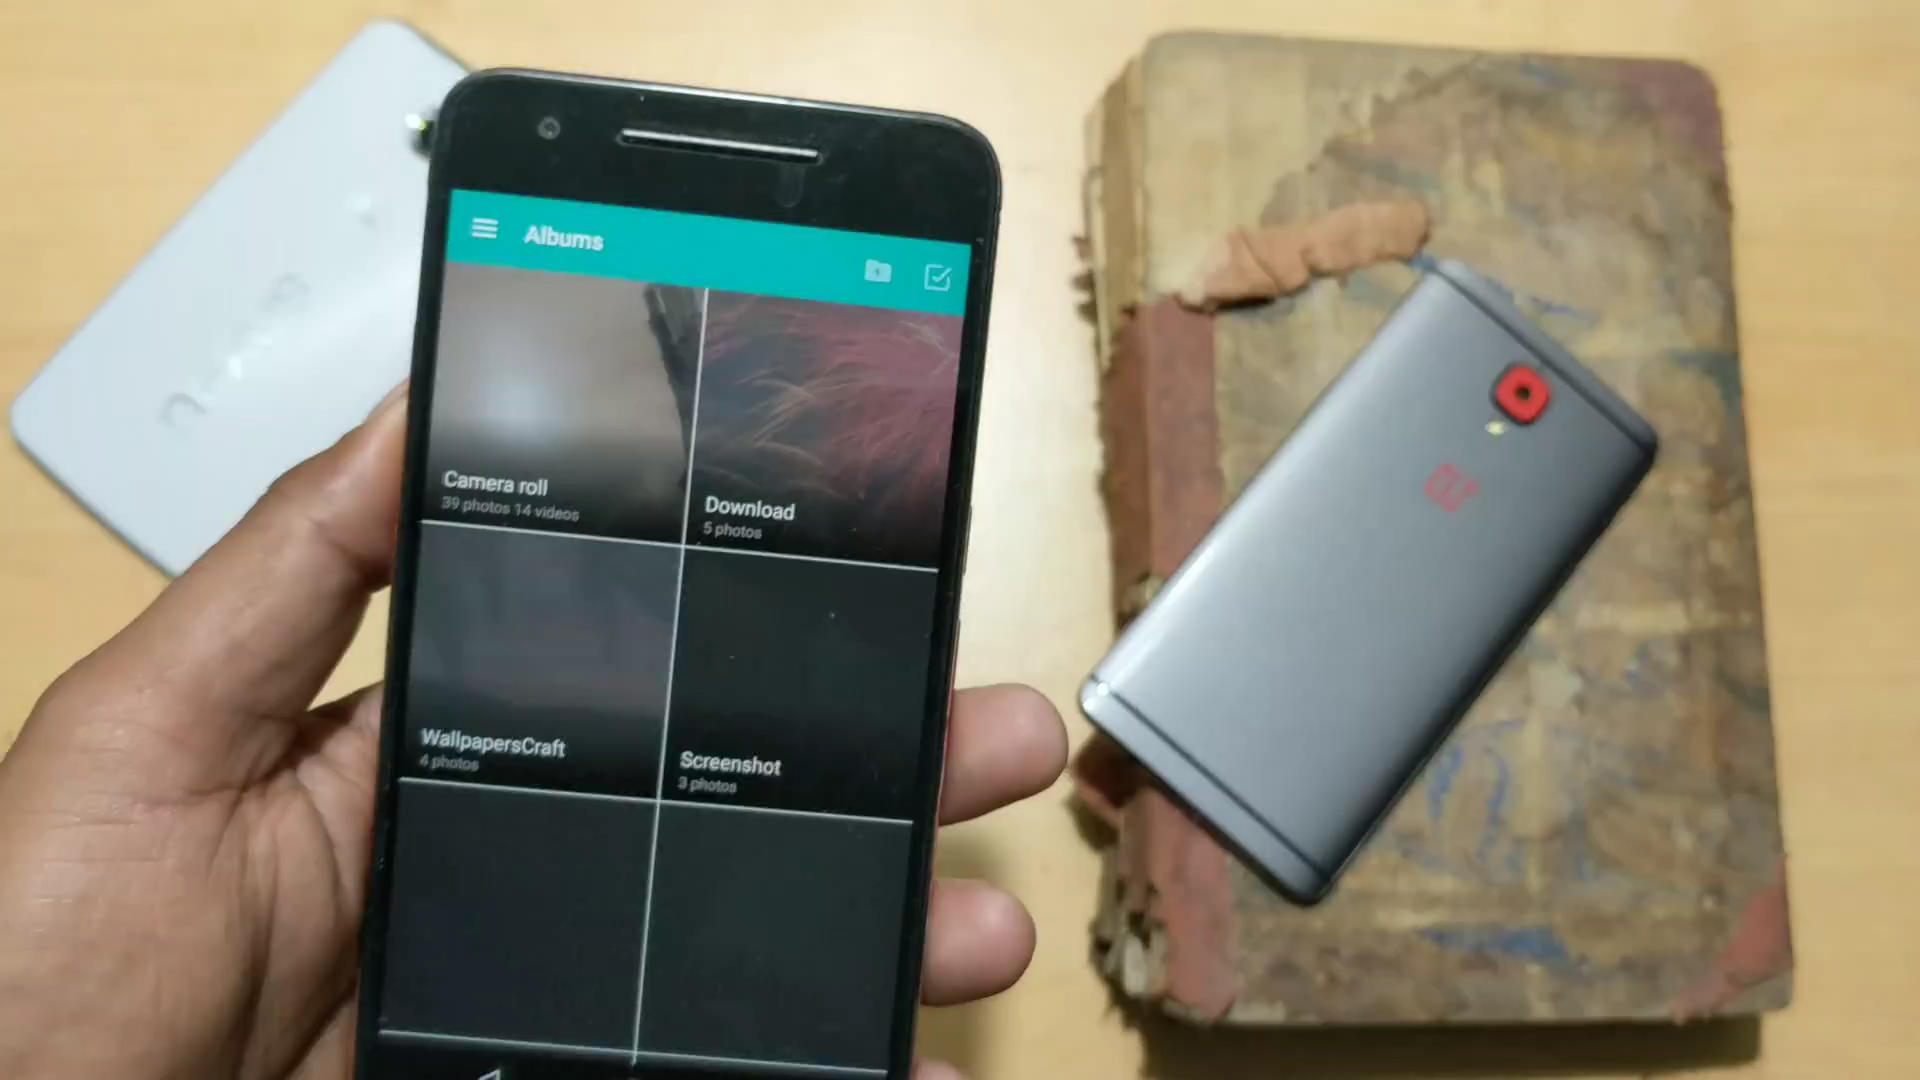 Albums
Camera roll
39 photos 14 videos
Download
5 photos
WallpapersCraft
4 photos
Screenshot
3 photos